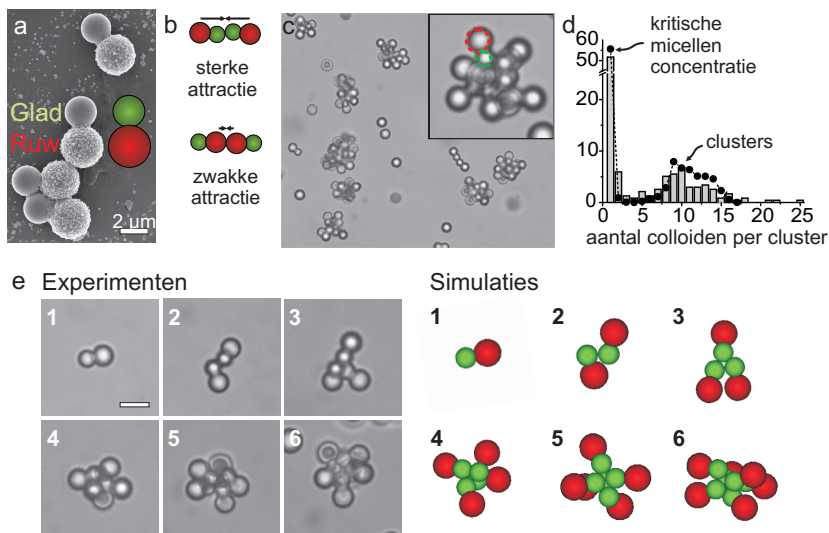 a
Glad
Ruw
2 µm
b
sterke
attractie
zwakke
attractie
c
d
kritische
micellen
concentratie
clusters
60
50
20
10
0
0 5 10 15 20 25
aantal colloiden per cluster
e Experimenten
1 2 3
4 5 6
Simulaties
1 2 3
4 5 6